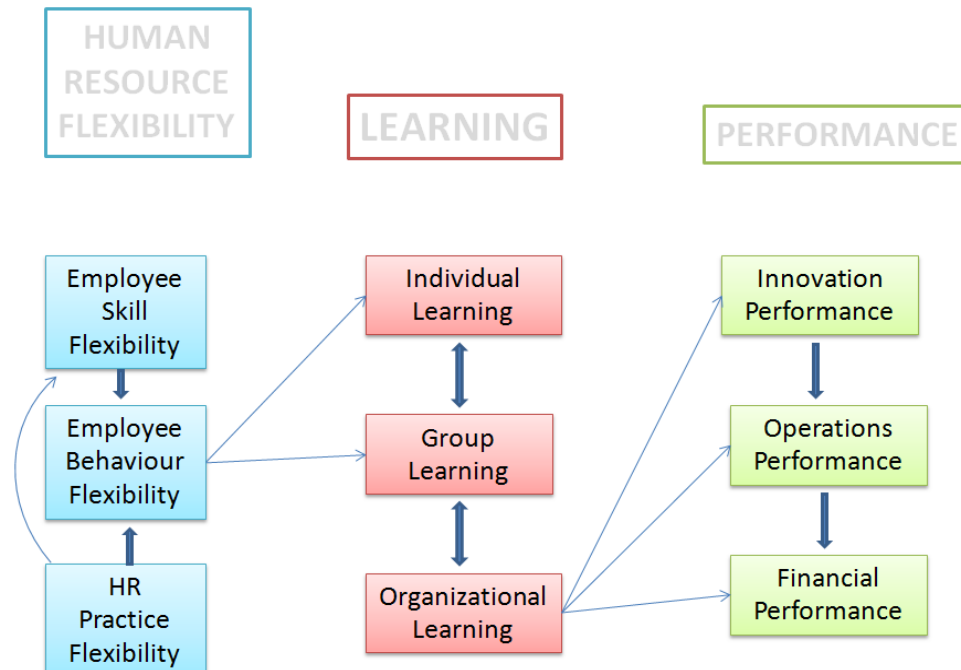 HUMAN
RESOURCE
FLEXIBILITY
LEARNING
PERFORMANCE
Employee
Skill
Flexibility
Employee
Behaviour
Flexibility
HR
Practice
Flexibility
Individual
Learning
Group
Learning
Organizational
Learning
Innovation
Performance
Operations
Performance
Financial
Performance